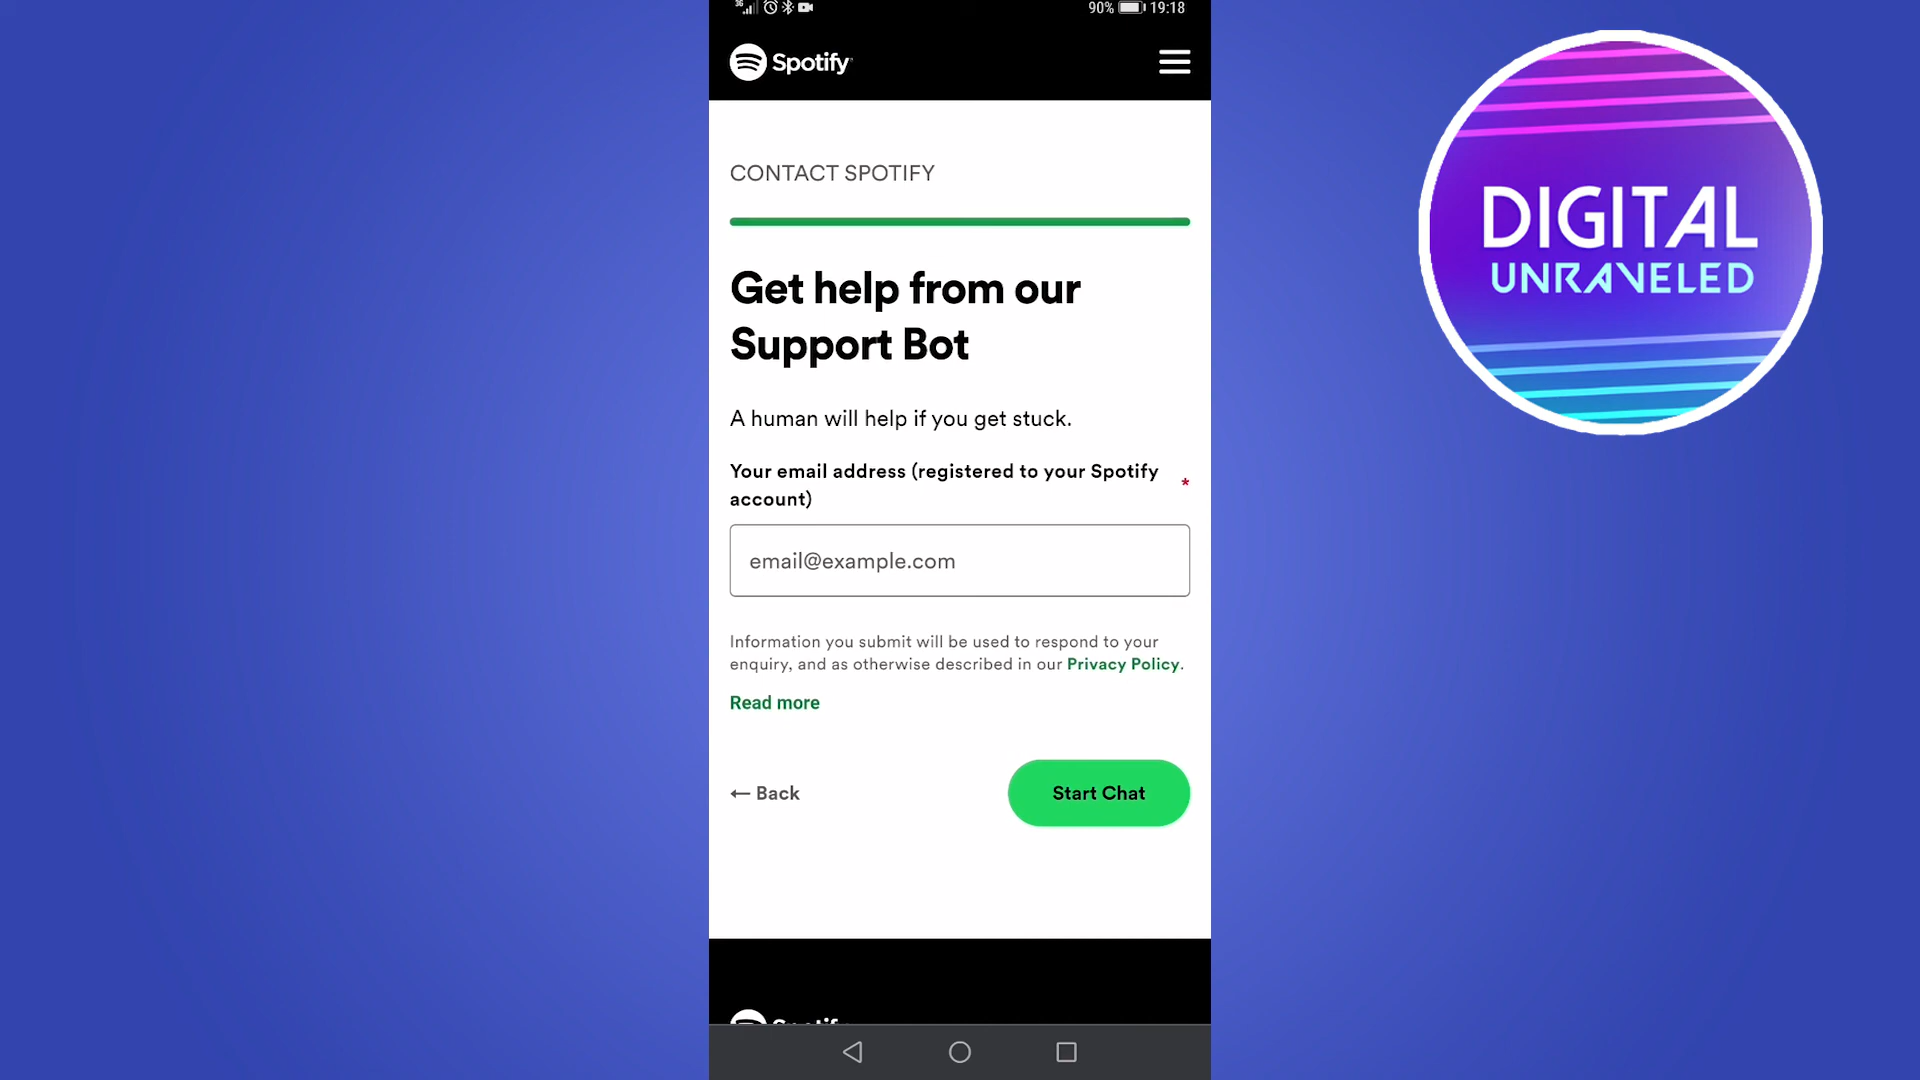 3G
90% 19:18
Spotify
CONTACT SPOTIFY
Get help from our
Support Bot
A human will help if you get stuck.
Your email address (registered to your Spotify *
account)
email@example.com
Information you submit will be used to respond to your
enquiry, and as otherwise described in our Privacy Policy.
Read more
← Back
Start Chat
Spotify
DIGITAL
UNRAVELED